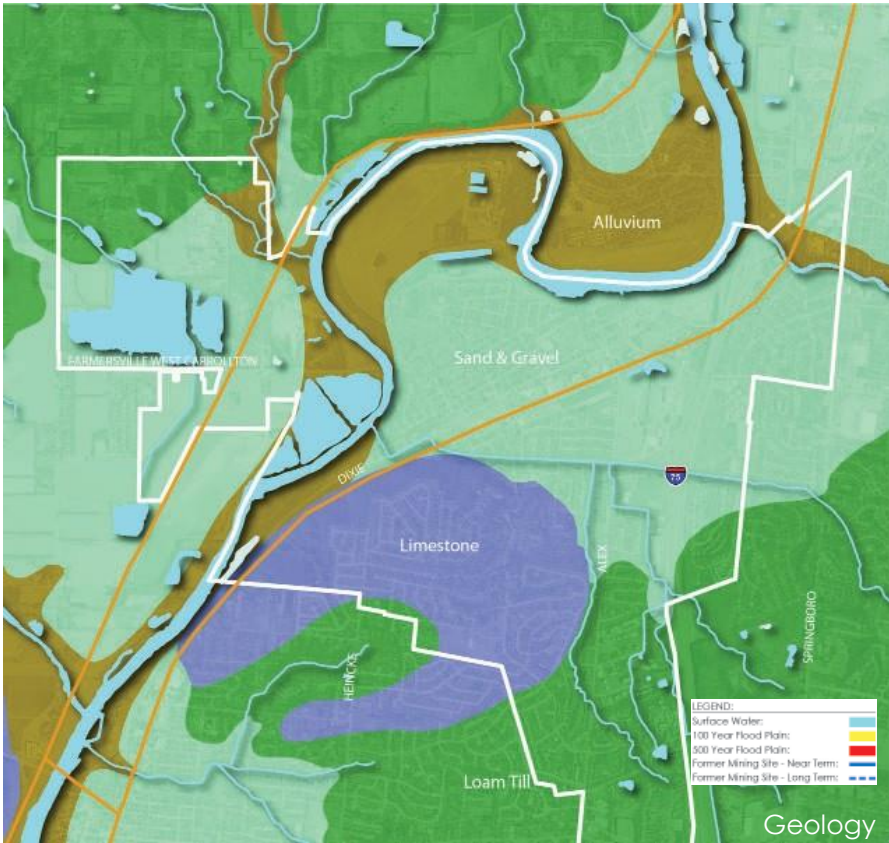 Alluvium
Sand & Gravel
FARMERSVILLE WEST CARROLLTON
DIXIE
75
Limestone
ALEX
HEINCKE
SPRINGBORO
Loam Till
LEGEND:
Surface Water:
100 Year Flood Plain:
500 Year Flood Plain:
Former Mining Site - Near Term:
Former Mining Site - Long Term:
Geology